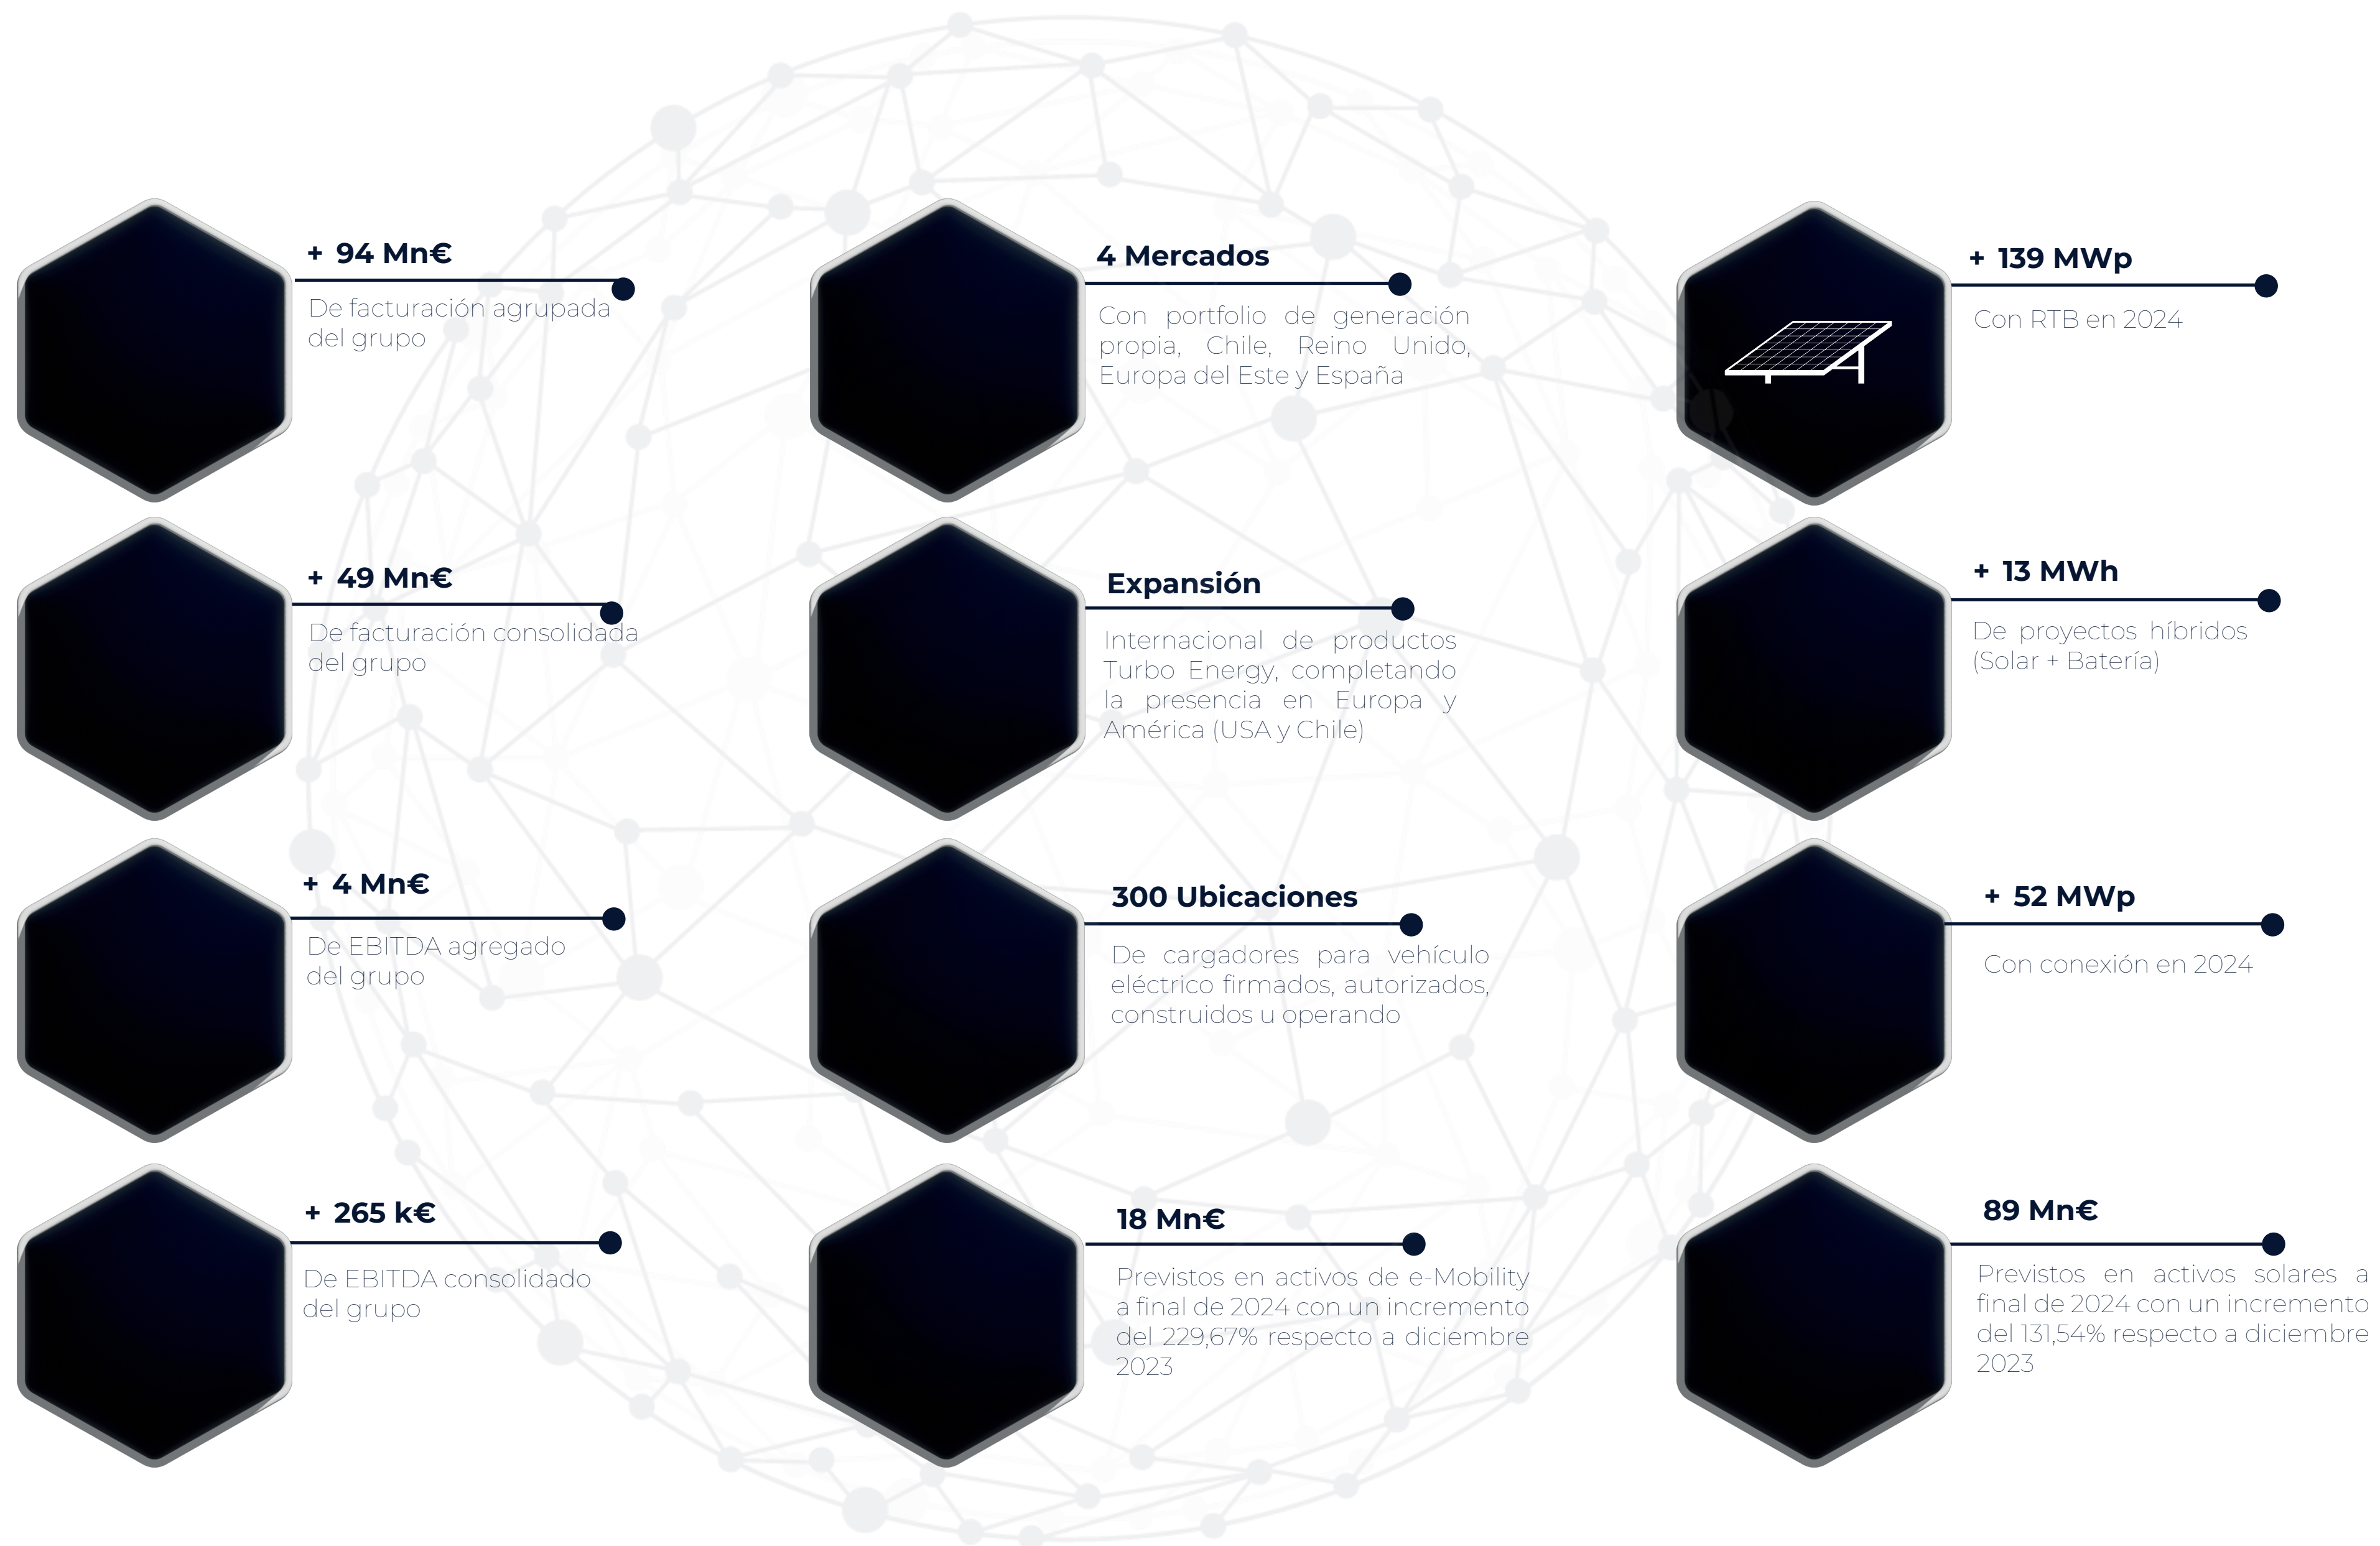 + 94 Mn€
De facturación agrupada
del grupo
+ 49 Mn€
De facturación consolidada
del grupo
+ 4 Mn€
De EBITDA agregado
del grupo
+ 265 k€
De EBITDA consolidado
del grupo
4 Mercados
Con portfolio de generación
propia, Chile, Reino Unido,
Europa del Este y España
Expansión
Internacional de productos
Turbo Energy, completando
la presencia en Europa y
América (USA y Chile)
300 Ubicaciones
De cargadores para vehículo
eléctrico firmados, autorizados,
construidos u operando
18 Mn€
Previstos en activos de e-Mobility
a final de 2024 con un incremento
del 229,67% respecto a diciembre
2023
+ 139 MWp
Con RTB en 2024
+ 13 MWh
De proyectos híbridos
(Solar + Batería)
+ 52 MWp
Con conexión en 2024
89 Mn€
Previstos en activos solares a
final de 2024 con un incremento
del 131,54% respecto a diciembre
2023